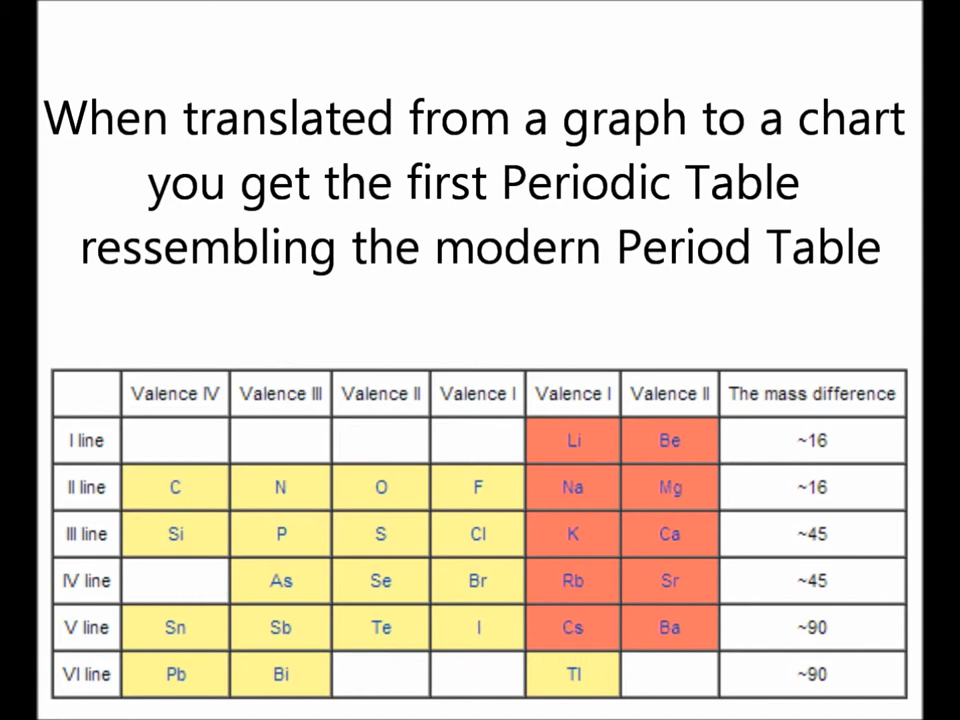 When translated from a graph to a chart
you get the first Periodic Table
ressembling the modern Period Table
Valence IV Valence III Valence II Valence I Valence I Valence II The mass difference
I line Li Be ~16
II line C N O F Na Mg ~16
III line Si P S Cl K Ca ~45
IV line As Se Br Rb Sr ~45
V line Sn Sb Te I Cs Ba ~90
VI line Pb Bi Tl ~90